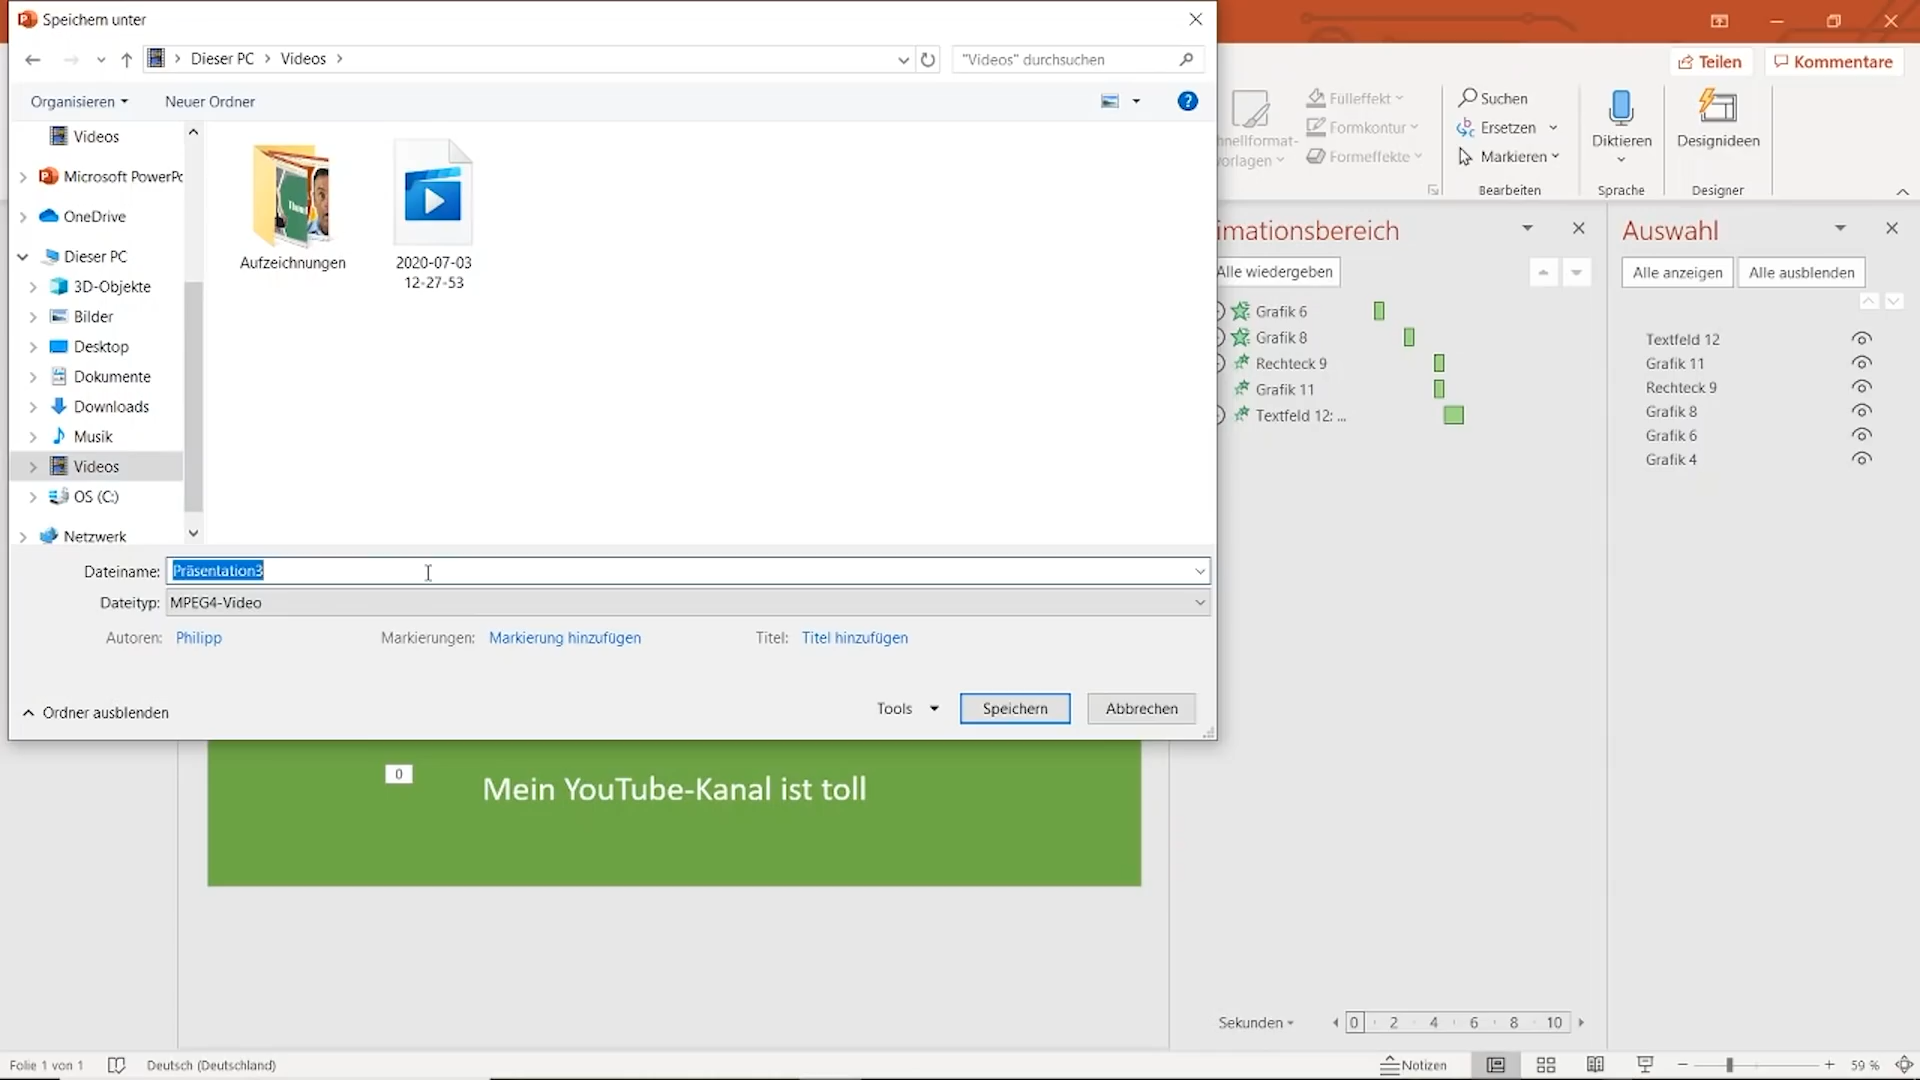 Speichern unter
Dieser PC
Videos
"Videos" durchsuchen
Organisieren
Neuer Ordner
Videos
Microsoft PowerPo
OneDrive
Dieser PC
3D-Objekte
Bilder
Desktop
Dokumente
Downloads
Musik
Videos
OS (C:)
Netzwerk
Aufzeichnungen
2020-07-03
12-27-53
Dateiname:
Präsentation3
Dateityp:
MPEG4-Video
Autoren:
Philipp
Markierungen:
Markierung hinzufügen
Titel:
Titel hinzufügen
Ordner ausblenden
Tools
Speichern
Abbrechen
Teilen
Kommentare
Fülleffekt
Formkontur
Formeffekte
hnellformat-
vorlagen
Suchen
Ersetzen
Markieren
Bearbeiten
Diktieren
Sprache
Designideen
Designer
imationsbereich
Alle wiedergeben
Grafik 6
Grafik 8
Rechteck 9
Grafik 11
Textfeld 12: ...
Auswahl
Alle anzeigen
Alle ausblenden
Textfeld 12
Grafik 11
Rechteck 9
Grafik 8
Grafik 6
Grafik 4
0
Mein YouTube-Kanal ist toll
Sekunden
0 2 4 6 8 10
Folie 1 von 1
Deutsch (Deutschland)
Notizen
59 %